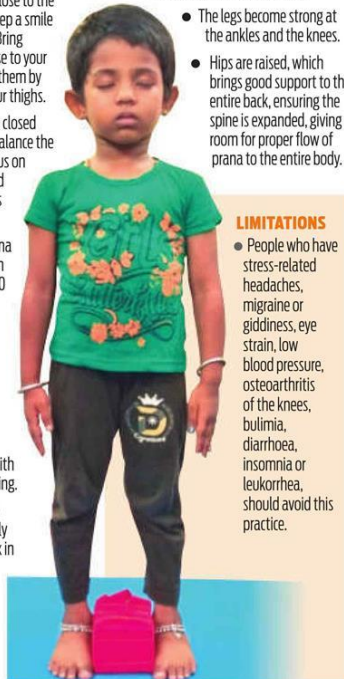 ep a smile
Bring
se to your
them by
ur thighs.
closed
alance the
us on
ith
ing.
in
● The legs become strong at
the ankles and the knees.
● Hips are raised, which
brings good support to th
entire back, ensuring the
spine is expanded, giving
room for proper flow of
prana to the entire body.
LIMITATIONS
● People who have
stress-related
headaches,
migraine or
giddiness, eye
strain, low
blood pressure,
osteoarthritis
of the knees,
bulimia,
diarrhoea,
insomnia or
leukorrhea,
should avoid this
practice.